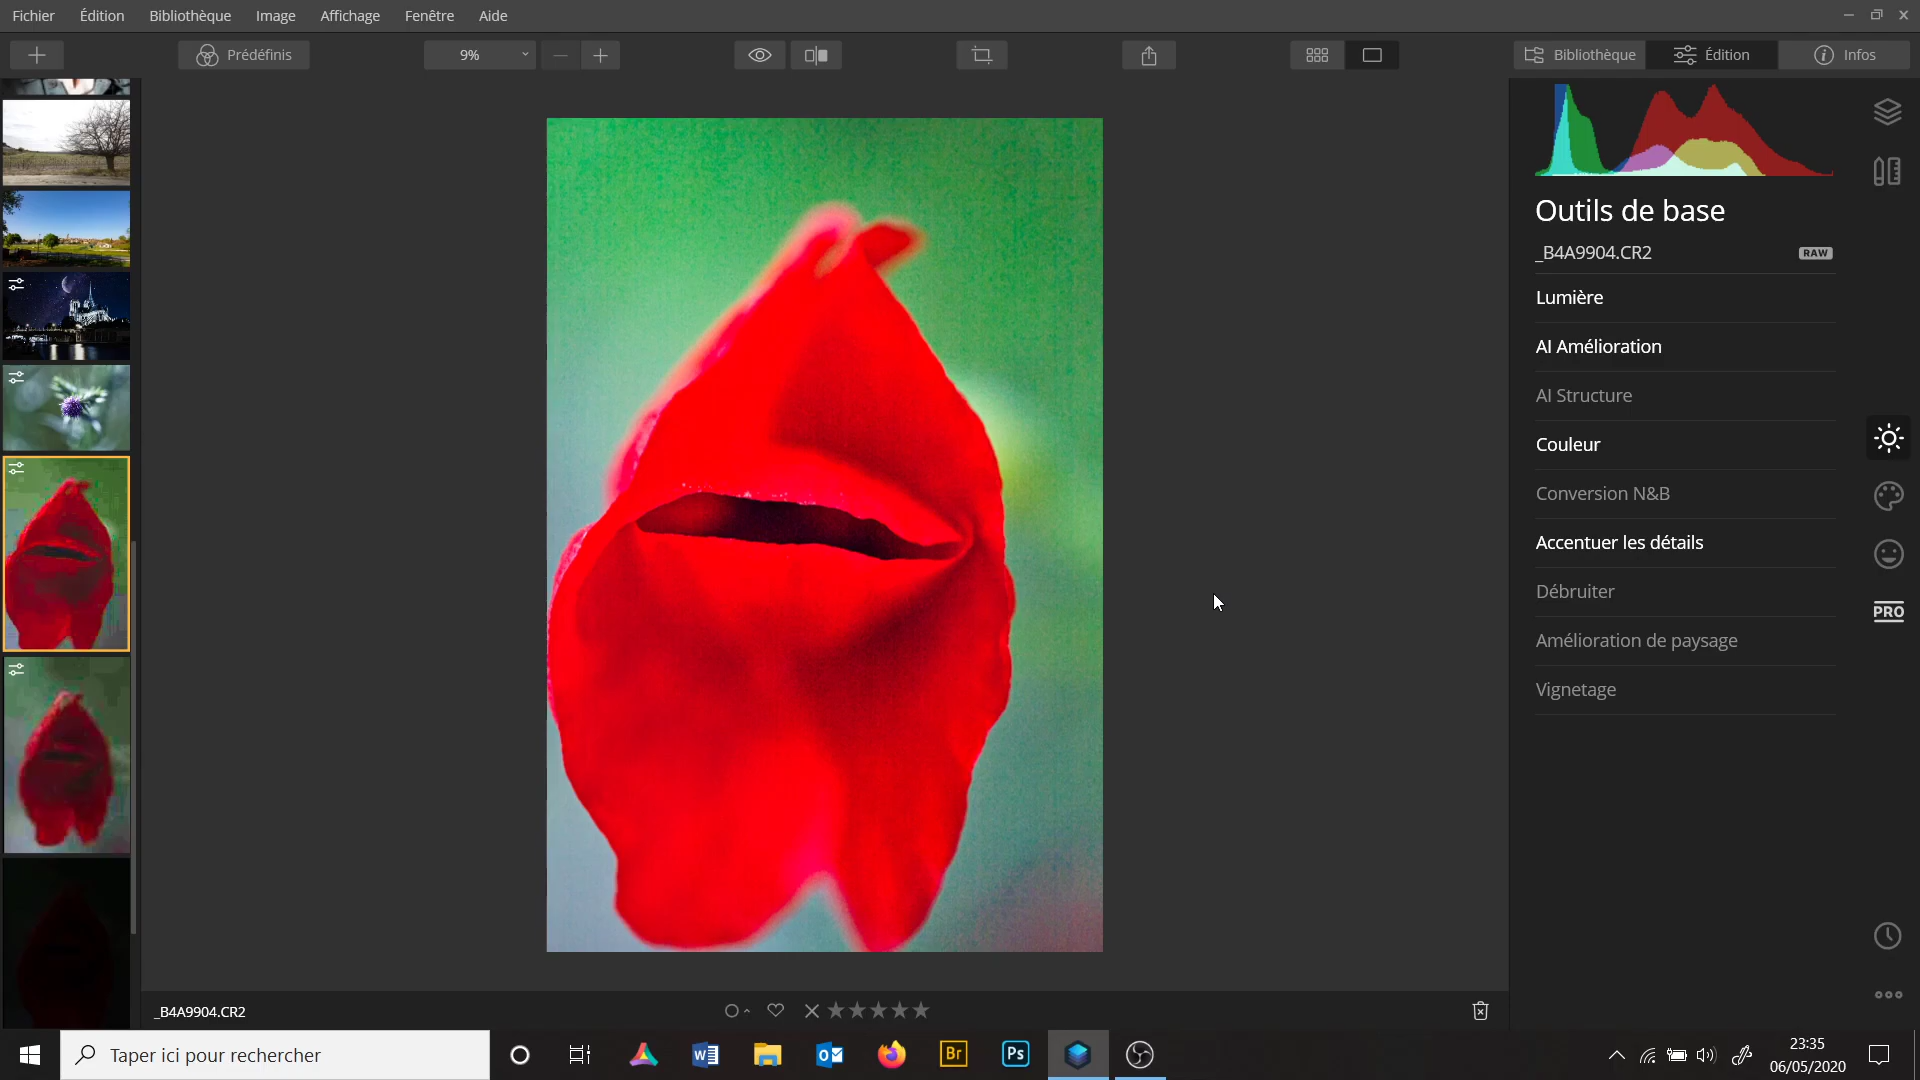 Fichier Édition Bibliothèque Image Affichage Fenêtre Aide
Prédéfinis 9% Bibliothèque Édition Infos
Outils de base
_B4A9904.CR2 RAW
Lumière
AI Amélioration
AI Structure
Couleur
Conversion N&B
Accentuer les détails
Débruiter
PRO
Amélioration de paysage
Vignetage
_B4A9904.CR2
Taper ici pour rechercher
Br
Ps
23:35
06/05/2020